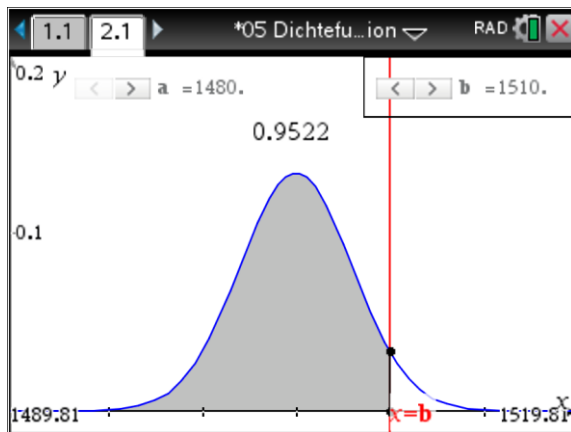 1.1 2.1 *05 Dichtefu…ion RAD
0.2 y
a =1480.
b =1510.
0.9522
0.1
x
1489.81 x=b 1519.81